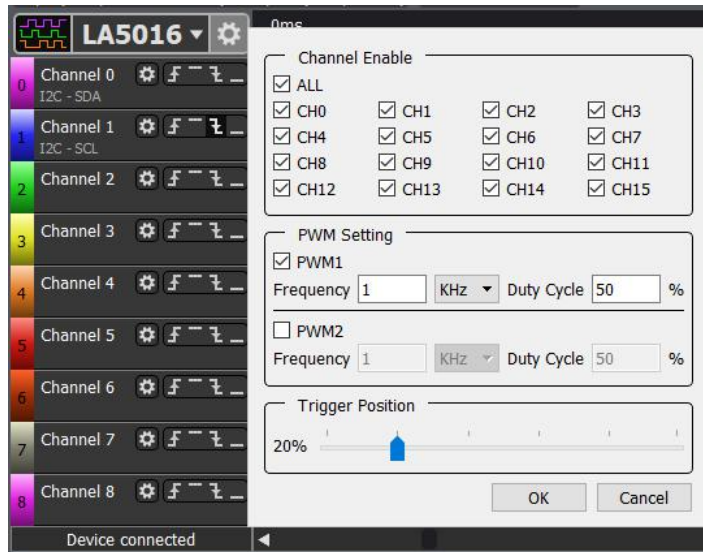 LA5016
0ms
0 Channel 0
I2C - SDA
1 Channel 1
I2C - SCL
2 Channel 2
3 Channel 3
4 Channel 4
5 Channel 5
6 Channel 6
7 Channel 7
8 Channel 8
Device connected
Channel Enable
ALL
CH0 CH1 CH2 CH3
CH4 CH5 CH6 CH7
CH8 CH9 CH10 CH11
CH12 CH13 CH14 CH15
PWM Setting
PWM1
Frequency 1 KHz Duty Cycle 50 %
PWM2
Frequency 1 KHz Duty Cycle 50 %
Trigger Position
20%
OK Cancel